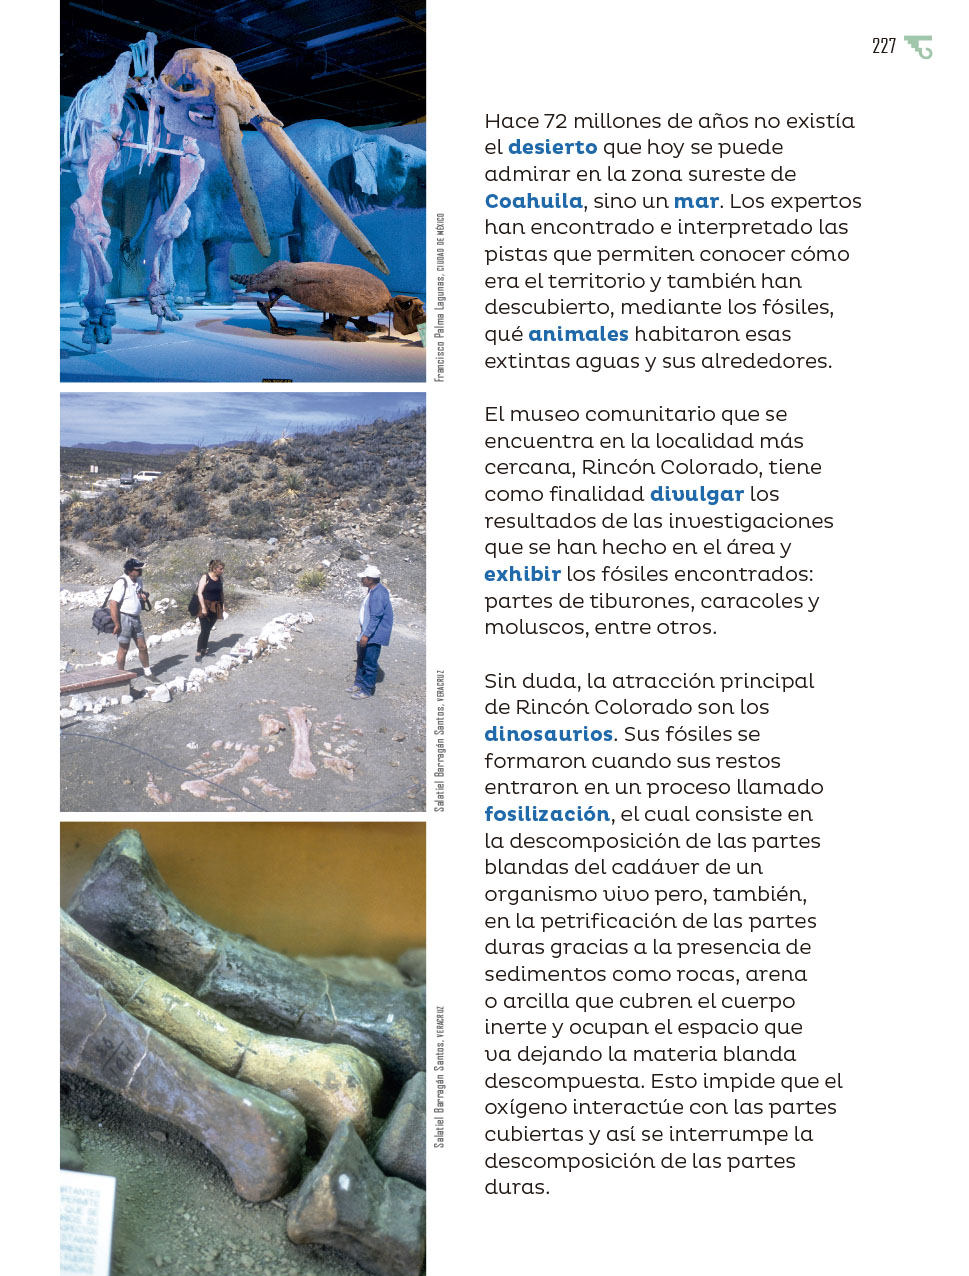 227
Hace 72 millones de años no existía
el desierto que hoy se puede
admirar en la zona sureste de
Coahuila, sino un mar. Los expertos
han encontrado e interpretado las
pistas que permiten conocer cómo
era el territorio y también han
descubierto, mediante los fósiles,
qué animales habitaron esas
extintas aguas y sus alrededores.
El museo comunitario que se
encuentra en la localidad más
cercana, Rincón Colorado, tiene
como finalidad divulgar los
resultados de las investigaciones
que se han hecho en el área y
exhibir los fósiles encontrados:
partes de tiburones, caracoles y
moluscos, entre otros.
Sin duda, la atracción principal
de Rincón Colorado son los
dinosaurios. Sus fósiles se
formaron cuando sus restos
entraron en un proceso llamado
fosilización, el cual consiste en
la descomposición de las partes
blandas del cadáver de un
organismo vivo pero, también,
en la petrificación de las partes
duras gracias a la presencia de
sedimentos como rocas, arena
o arcilla que cubren el cuerpo
inerte y ocupan el espacio que
va dejando la materia blanda
descompuesta. Esto impide que el
oxígeno interactúe con las partes
cubiertas y así se interrumpe la
descomposición de las partes
duras.
Francisco Palma Lagunas, CIUDAD DE MÉXICO
Salatiel Barragán Santos, VERACRUZ
Salatiel Barragán Santos, VERACRUZ
RTANTES
PERMITE
QUE SE
SU
ASPECTOS
ESTABAN
FUERTE